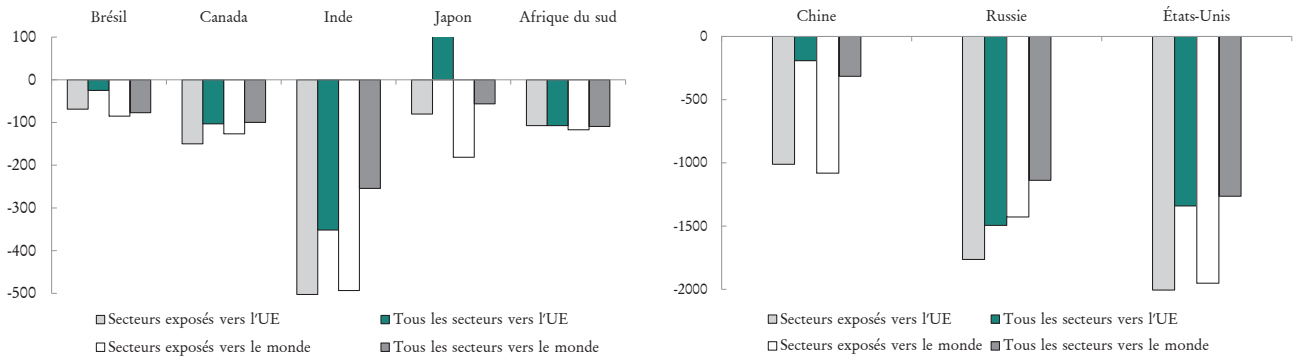 Brésil Canada Inde Japon Afrique du sud
100
0
-100
-200
-300
-400
-500
Secteurs exposés vers l'UE Tous les secteurs vers l'UE
Secteurs exposés vers le monde Tous les secteurs vers le monde
Chine Russie États-Unis
0
-500
-1000
-1500
-2000
Secteurs exposés vers l'UE Tous les secteurs vers l'UE
Secteurs exposés vers le monde Tous les secteurs vers le monde